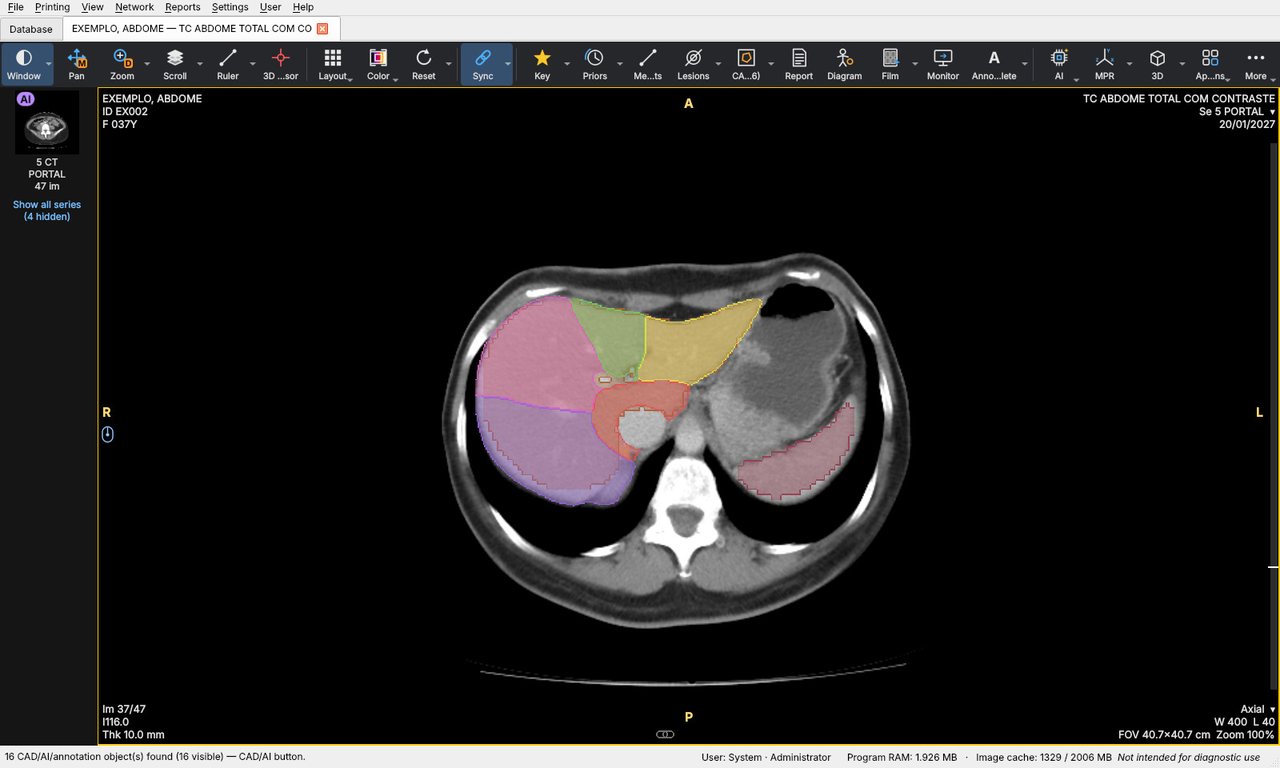 File Printing View Network Reports Settings User Help
Database EXEMPLO, ABDOME — TC ABDOME TOTAL COM CO
Window Pan Zoom Scroll Ruler 3D ...sor Layout Color Reset Sync Key Priors Me...ts Lesions CA...6) Report Diagram Film Monitor Anno...lete AI MPR 3D Ap...ns More
AI
5 CT
PORTAL
47 im
Show all series
(4 hidden)
EXEMPLO, ABDOME
ID EX002
F 037Y
A
TC ABDOME TOTAL COM CONTRASTE
Se 5 PORTAL
20/01/2027
R
L
Im 37/47
I116.0
Thk 10.0 mm
P
Axial
W 400 L 40
FOV 40.7×40.7 cm Zoom 100%
16 CAD/AI/annotation object(s) found (16 visible) — CAD/AI button.
User: System · Administrator Program RAM: 1.926 MB · Image cache: 1329 / 2006 MB Not intended for diagnostic use